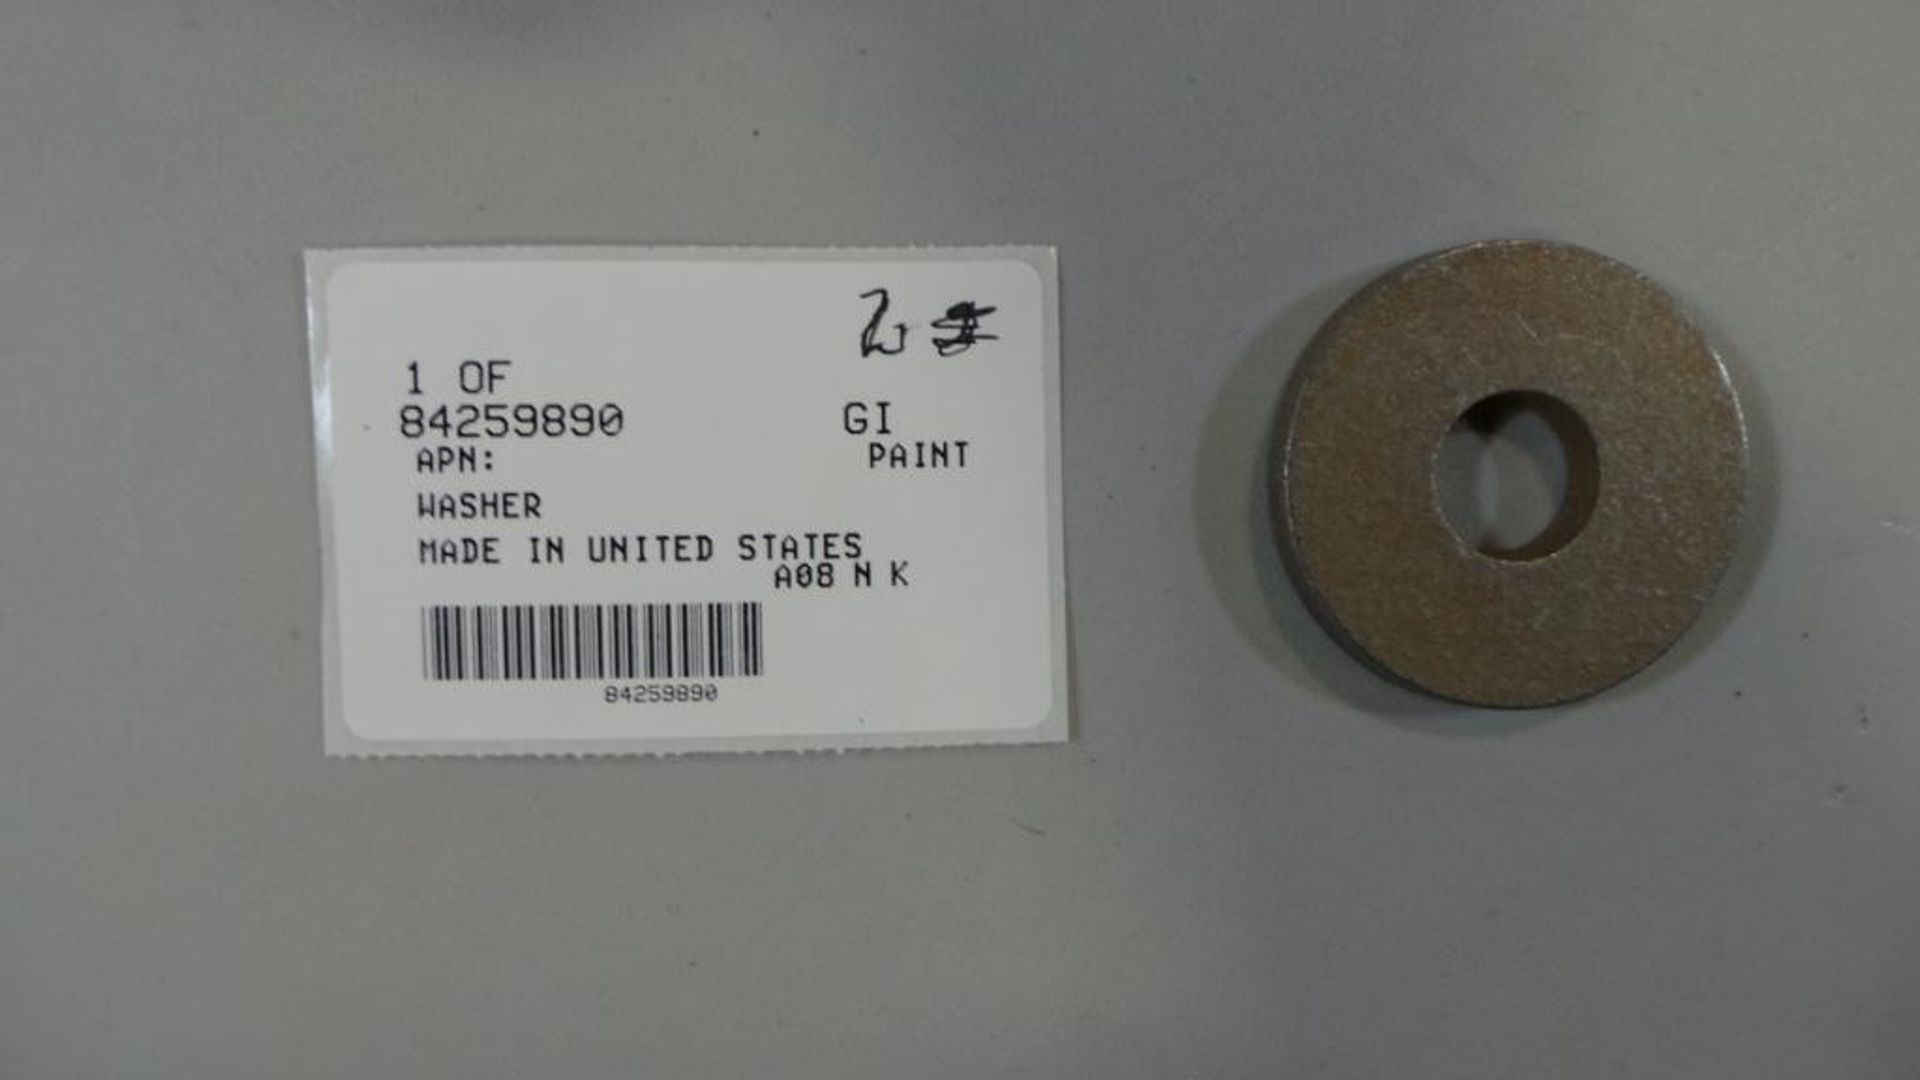 1 OF
84259890 GI
APN: PAINT
WASHER
MADE IN UNITED STATES
A08 N K
84259890